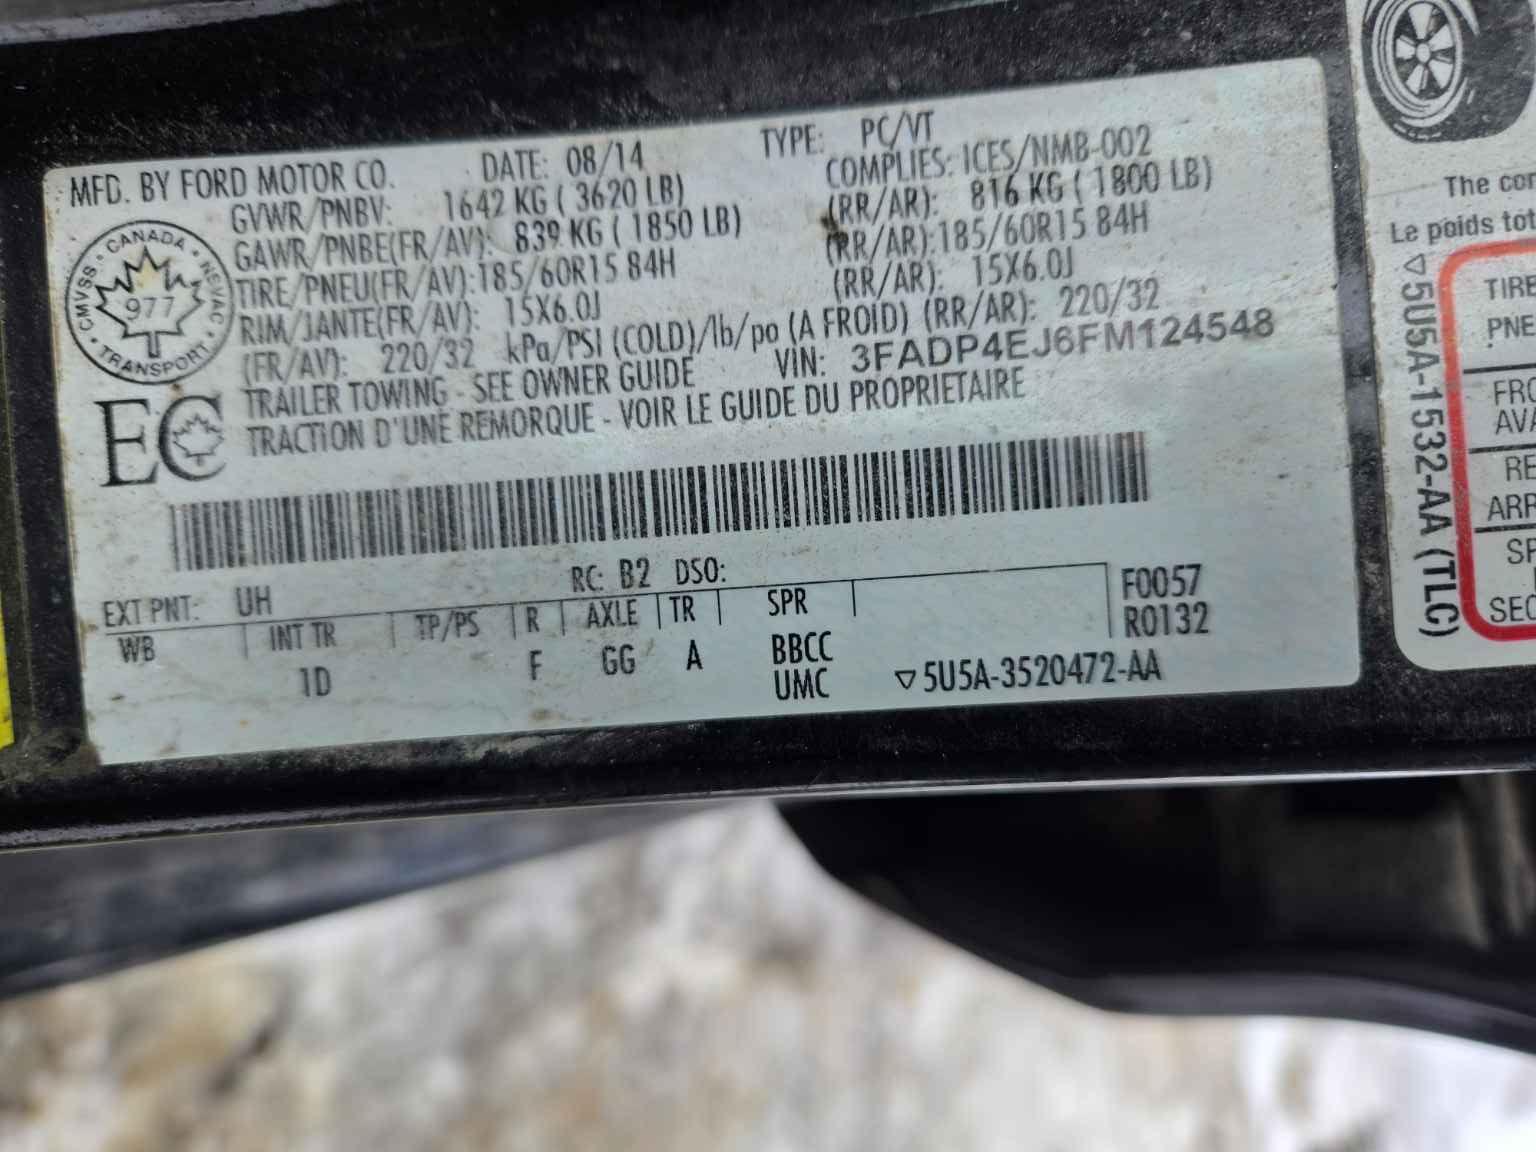 MFD. BY FORD MOTOR CO. DATE: 08/14 TYPE: PC/VT
GVWR/PNBV: 1642 KG ( 3620 LB) COMPLIES: ICES/NMB-002
GAWR/PNBE(FR/AV): 839 KG ( 1850 LB) (RR/AR): 816 KG ( 1800 LB)
TIRE/PNEU(FR/AV):185/60R15 84H (RR/AR):185/60R15 84H
RIM/JANTE(FR/AV): 15X6.0J (RR/AR): 15X6.0J
(FR/AV): 220/32 kPa/PSI (COLD)/lb/po (A FROID) (RR/AR): 220/32
TRAILER TOWING - SEE OWNER GUIDE VIN: 3FADP4EJ6FM124548
TRACTION D'UNE REMORQUE - VOIR LE GUIDE DU PROPRIETAIRE
CANADA · NEVAC · TRANSPORT · CMVSS ·
977
EC
EXT PNT: UH RC: B2 DSO:
WB INT TR TP/PS R AXLE TR SPR F0057
1D F GG A BBCC R0132
UMC ▽5U5A-3520472-AA
The con
Le poids tot
▽5U5A-1532-AA (TLC)
TIRE
PNE
FRO
AVA
RE
ARR
SP
SEC